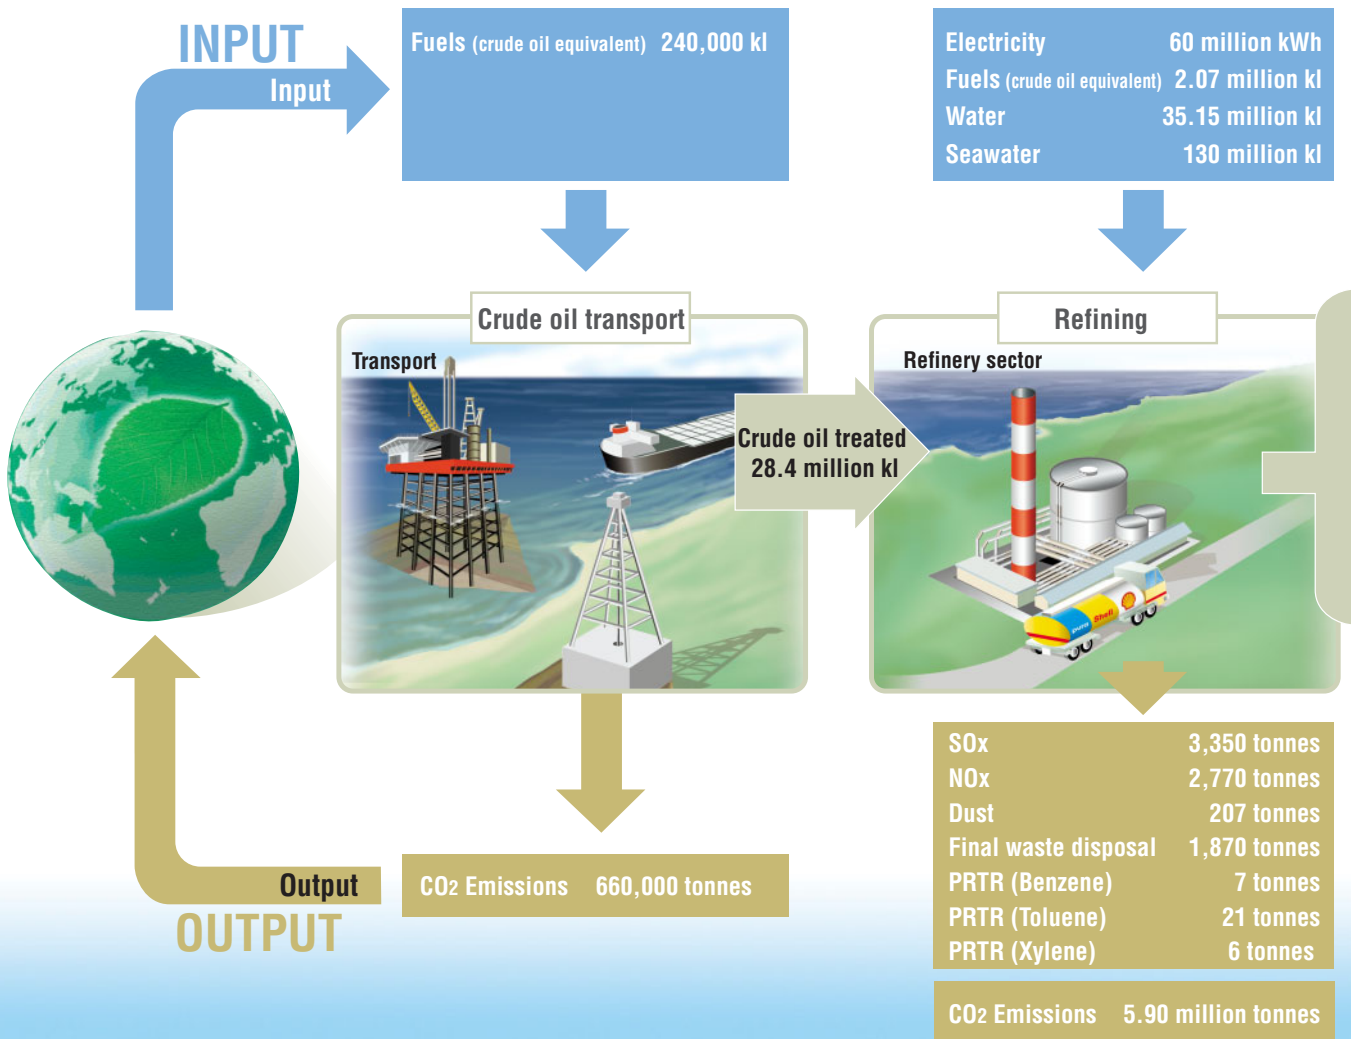 INPUT
Input
Fuels (crude oil equivalent) 240,000 kl
Electricity 60 million kWh
Fuels (crude oil equivalent) 2.07 million kl
Water 35.15 million kl
Seawater 130 million kl
Crude oil transport
Transport
Crude oil treated
28.4 million kl
Refining
Refinery sector
pura
Shell
SOx 3,350 tonnes
NOx 2,770 tonnes
Dust 207 tonnes
Final waste disposal 1,870 tonnes
PRTR (Benzene) 7 tonnes
PRTR (Toluene) 21 tonnes
PRTR (Xylene) 6 tonnes
CO2 Emissions 5.90 million tonnes
Output
OUTPUT
CO2 Emissions 660,000 tonnes